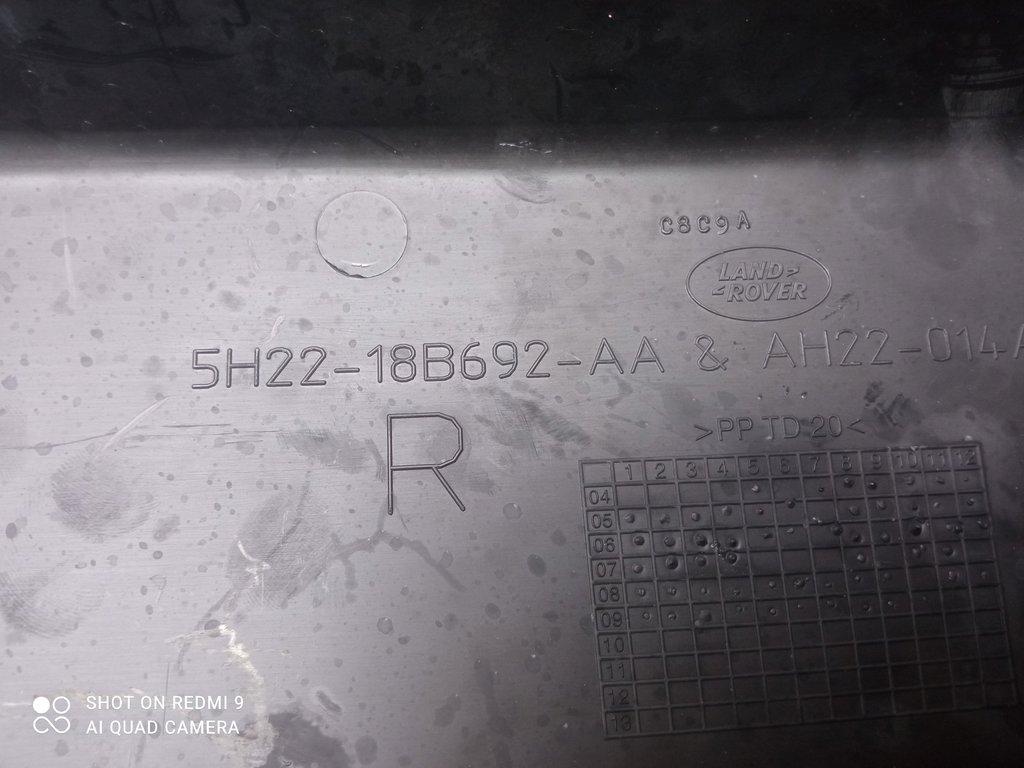 C8C9A
LAND>
<ROVER
5H22-18B692-AA & AH22-014A
R
>PP TD 20<
1 2 3 4 5 6 7 8 9 10 11 12
04
05
06
07
08
09
10
11
12
13
SHOT ON REDMI 9
AI QUAD CAMERA